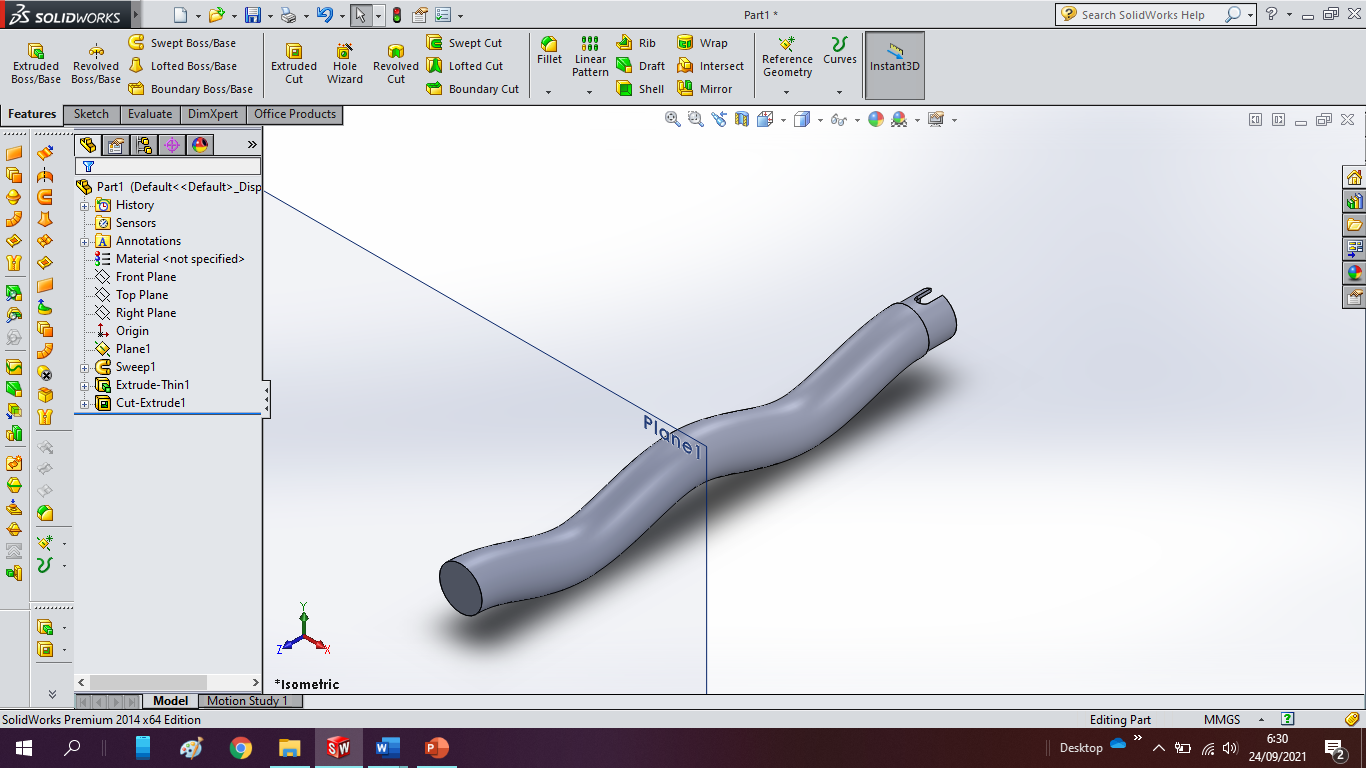 SOLIDWORKS
Part1 *
Search SolidWorks Help
Extruded Boss/Base
Revolved Boss/Base
Swept Boss/Base
Lofted Boss/Base
Boundary Boss/Base
Extruded Cut
Hole Wizard
Revolved Cut
Swept Cut
Lofted Cut
Boundary Cut
Fillet
Linear Pattern
Rib
Draft
Shell
Wrap
Intersect
Mirror
Reference Geometry
Curves
Instant3D
Features
Sketch
Evaluate
DimXpert
Office Products
Part1 (Default<<Default>_Disp
History
Sensors
Annotations
Material <not specified>
Front Plane
Top Plane
Right Plane
Origin
Plane1
Sweep1
Extrude-Thin1
Cut-Extrude1
Plane1
Y
Z
X
*Isometric
Model
Motion Study 1
SolidWorks Premium 2014 x64 Edition
Editing Part
MMGS
Desktop
6:30
24/09/2021
2